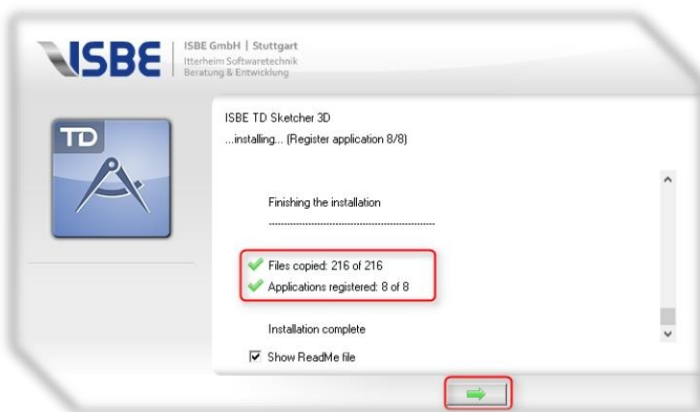 ISBE
ISBE GmbH | Stuttgart
Itterheim Softwaretechnik
Beratung & Entwicklung
TD
ISBE TD Sketcher 3D
...installing... (Register application 8/8)
Finishing the installation
----------------------------------------------------
Files copied: 216 of 216
Applications registered: 8 of 8
Installation complete
Show ReadMe file